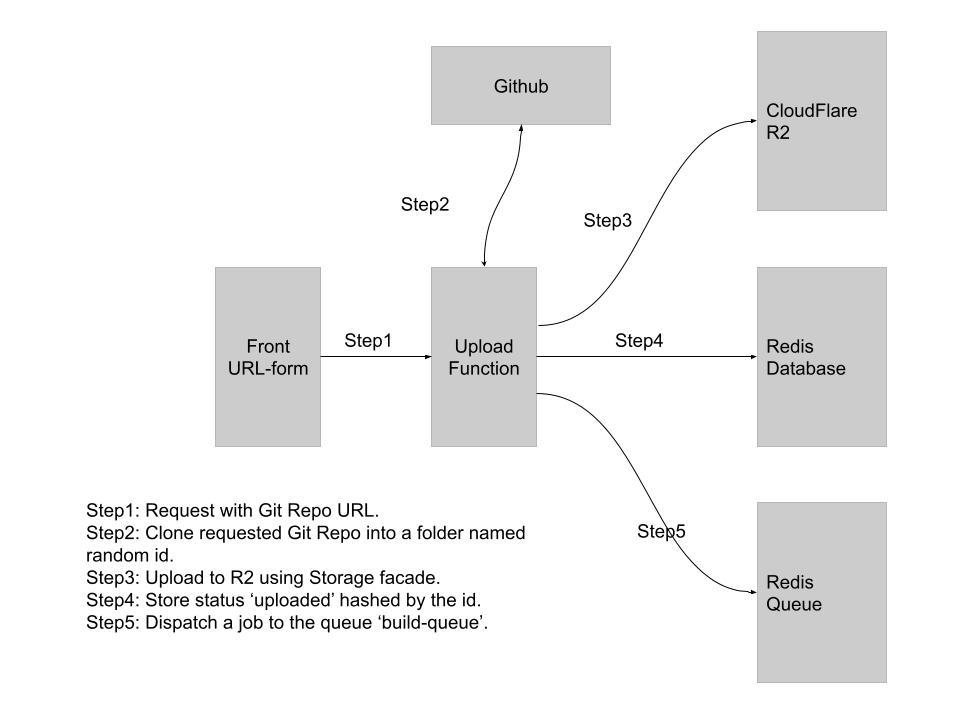 Github
CloudFlare
R2
Step2
Step3
Front
URL-form
Step1
Upload
Function
Step4
Redis
Database
Step5
Redis
Queue
Step1: Request with Git Repo URL.
Step2: Clone requested Git Repo into a folder named
random id.
Step3: Upload to R2 using Storage facade.
Step4: Store status ‘uploaded’ hashed by the id.
Step5: Dispatch a job to the queue ‘build-queue’.